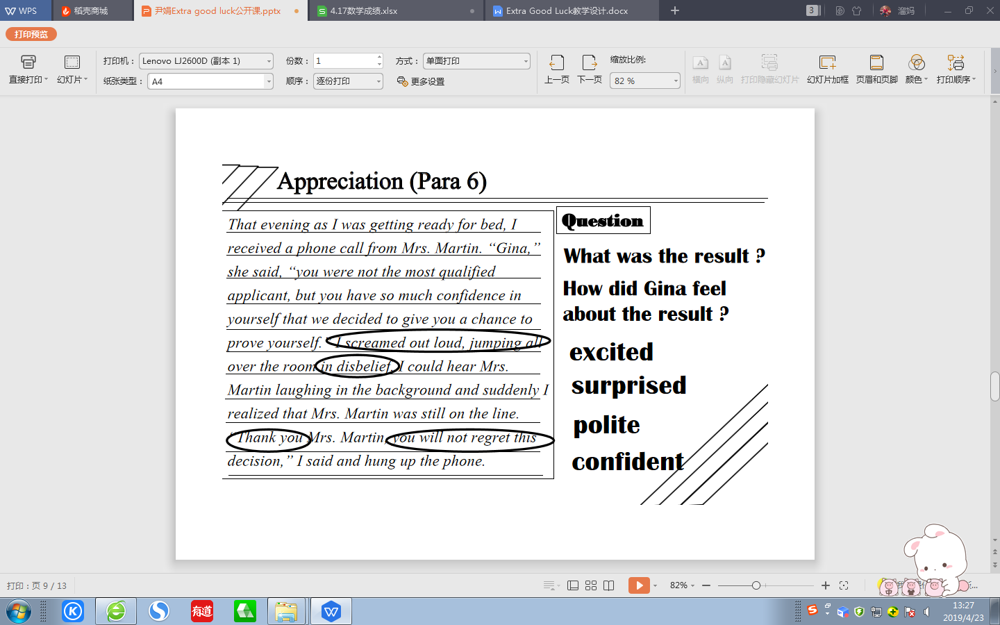 WPS
稻壳商城
尹娟Extra good luck公开课.pptx
4.17数学成绩.xlsx
Extra Good Luck教学设计.docx
3
溜妈
打印预览
直接打印
幻灯片
打印机：
Lenovo LJ2600D (副本 1)
纸张类型：
A4
份数：
1
顺序：
逐份打印
方式：
单面打印
更多设置
上一页
下一页
缩放比例:
82 %
横向
纵向
打印隐藏幻灯片
幻灯片加框
页眉和页脚
颜色
打印顺序
Appreciation (Para 6)
That evening as I was getting ready for bed, I
received a phone call from Mrs. Martin. “Gina,”
she said, “you were not the most qualified
applicant, but you have so much confidence in
yourself that we decided to give you a chance to
prove yourself.” I screamed out loud, jumping all
over the room in disbelief. I could hear Mrs.
Martin laughing in the background and suddenly I
realized that Mrs. Martin was still on the line.
“Thank you Mrs. Martin, you will not regret this
decision,” I said and hung up the phone.
Question
What was the result ?
How did Gina feel
about the result ?
excited
surprised
polite
confident
打印：页 9 / 13
82%
中
有道
13:27
2019/4/23